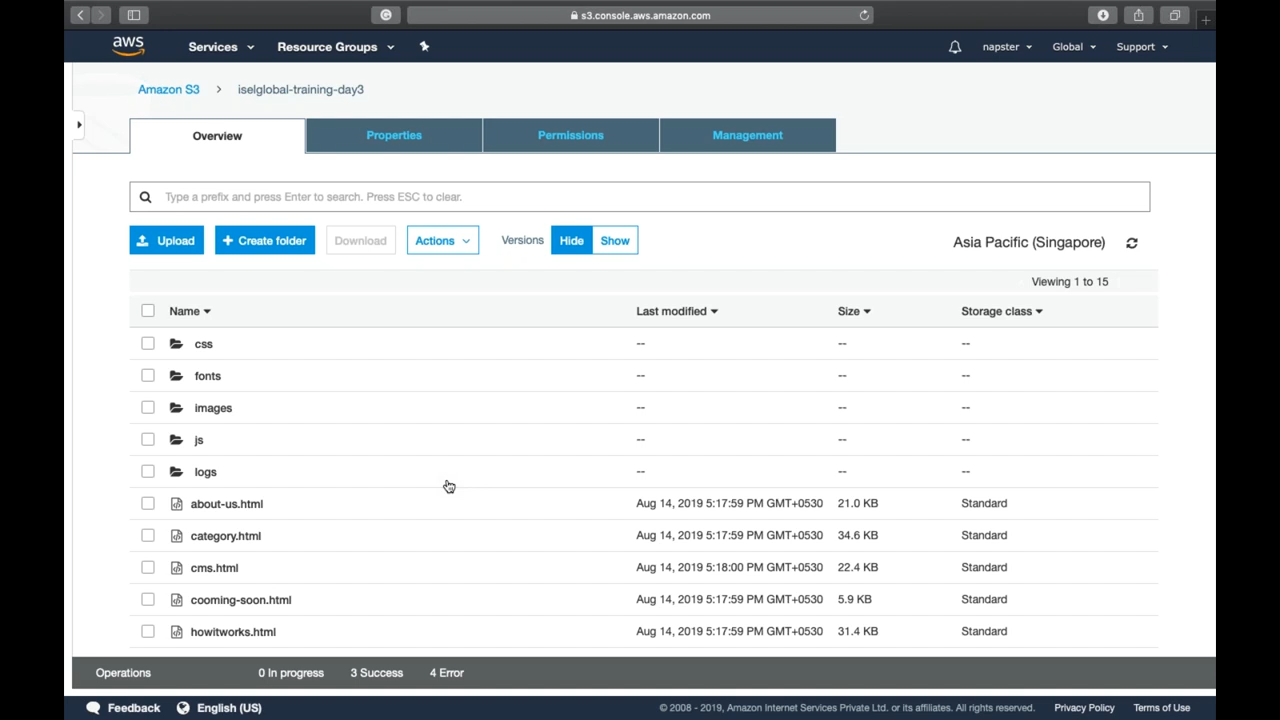 s3.console.aws.amazon.com
aws Services Resource Groups napster Global Support
Amazon S3 > iselglobal-training-day3
Overview Properties Permissions Management
Type a prefix and press Enter to search. Press ESC to clear.
Upload + Create folder Download Actions Versions Hide Show Asia Pacific (Singapore)
Viewing 1 to 15
Name Last modified Size Storage class
css -- -- --
fonts -- -- --
images -- -- --
js -- -- --
logs -- -- --
about-us.html Aug 14, 2019 5:17:59 PM GMT+0530 21.0 KB Standard
category.html Aug 14, 2019 5:17:59 PM GMT+0530 34.6 KB Standard
cms.html Aug 14, 2019 5:18:00 PM GMT+0530 22.4 KB Standard
cooming-soon.html Aug 14, 2019 5:17:59 PM GMT+0530 5.9 KB Standard
howitworks.html Aug 14, 2019 5:17:59 PM GMT+0530 31.4 KB Standard
Operations 0 In progress 3 Success 4 Error
Feedback English (US) © 2008 - 2019, Amazon Internet Services Private Ltd. or its affiliates. All rights reserved. Privacy Policy Terms of Use